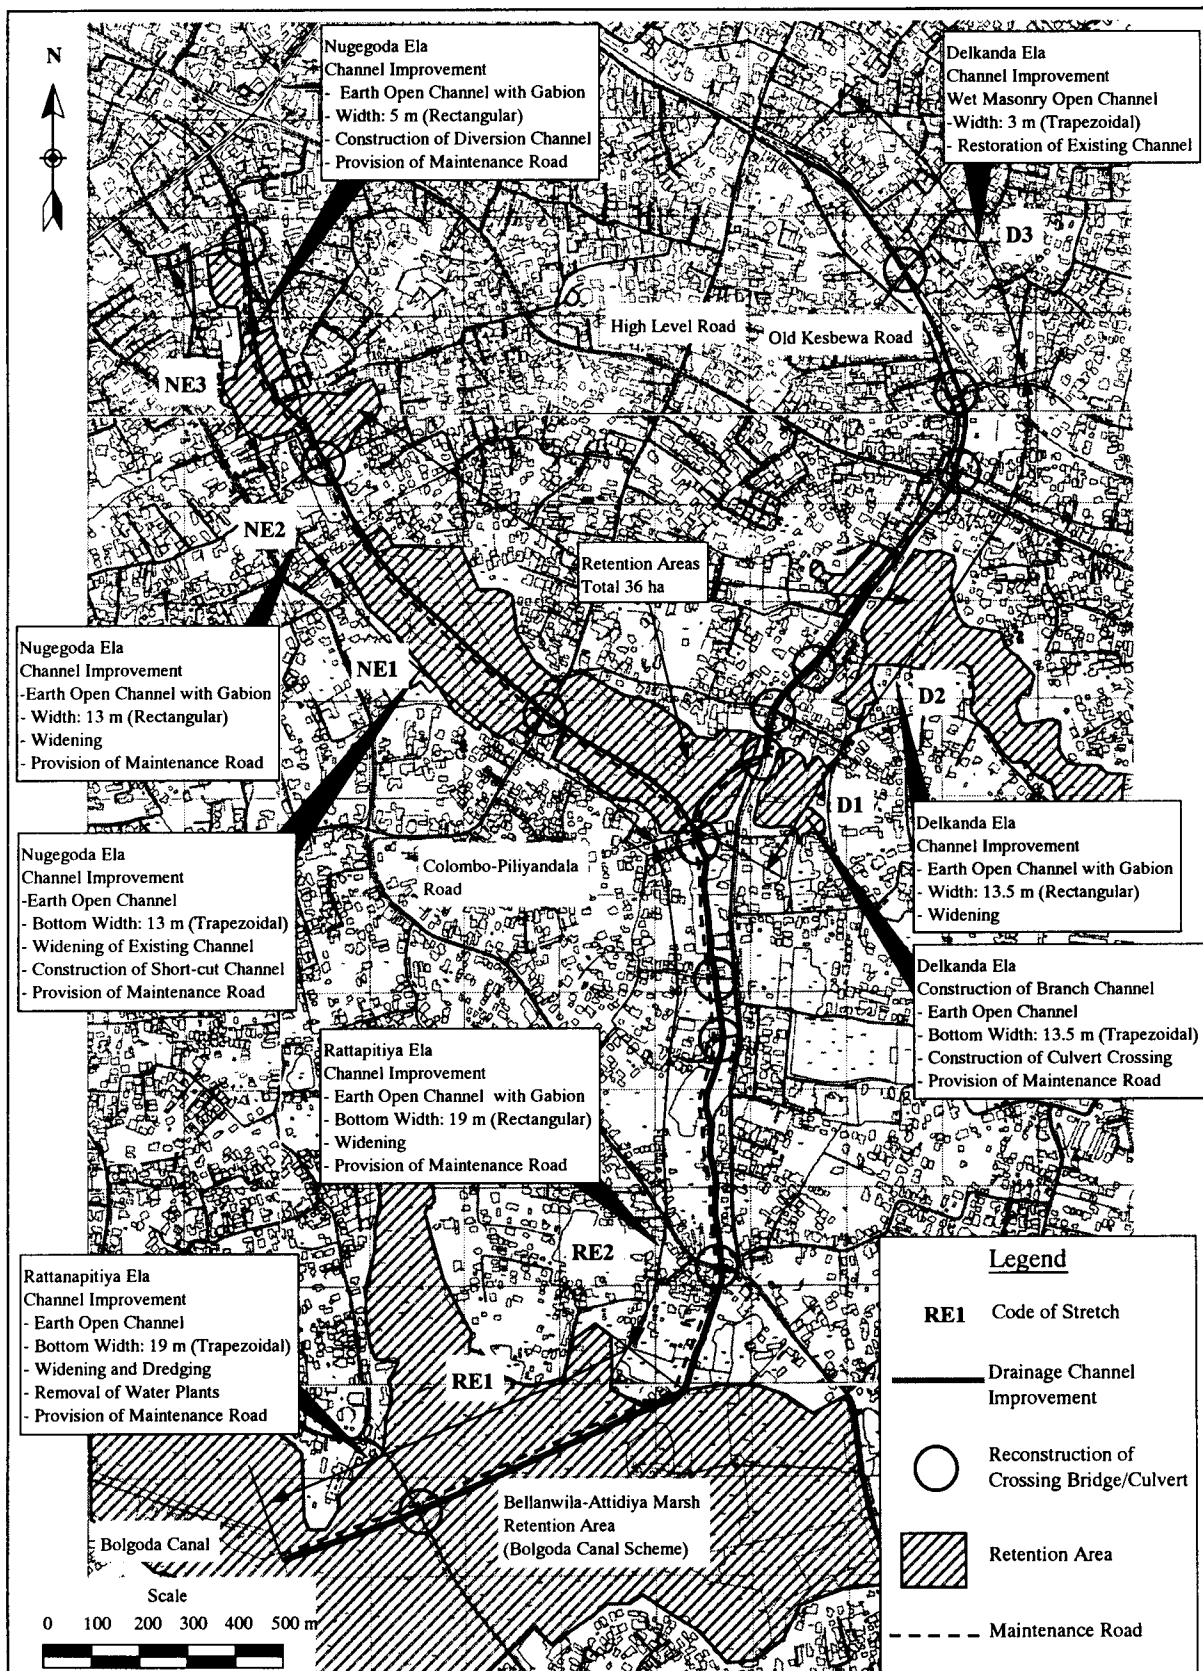 N
Nugegoda Ela
Channel Improvement
- Earth Open Channel with Gabion
- Width: 5 m (Rectangular)
- Construction of Diversion Channel
- Provision of Maintenance Road
Delkanda Ela
Channel Improvement
Wet Masonry Open Channel
-Width: 3 m (Trapezoidal)
- Restoration of Existing Channel
D3
High Level Road
Old Kesbewa Road
NE3
NE2
Retention Areas
Total 36 ha
Nugegoda Ela
Channel Improvement
-Earth Open Channel with Gabion
- Width: 13 m (Rectangular)
- Widening
- Provision of Maintenance Road
NE1
D2
D1
Delkanda Ela
Channel Improvement
- Earth Open Channel with Gabion
- Width: 13.5 m (Rectangular)
- Widening
Nugegoda Ela
Channel Improvement
-Earth Open Channel
- Bottom Width: 13 m (Trapezoidal)
- Widening of Existing Channel
- Construction of Short-cut Channel
- Provision of Maintenance Road
Colombo-Piliyandala
Road
Delkanda Ela
Construction of Branch Channel
- Earth Open Channel
- Bottom Width: 13.5 m (Trapezoidal)
- Construction of Culvert Crossing
- Provision of Maintenance Road
Rattapitiya Ela
Channel Improvement
- Earth Open Channel with Gabion
- Bottom Width: 19 m (Rectangular)
- Widening
- Provision of Maintenance Road
RE2
Rattanapitiya Ela
Channel Improvement
- Earth Open Channel
- Bottom Width: 19 m (Trapezoidal)
- Widening and Dredging
- Removal of Water Plants
- Provision of Maintenance Road
RE1
Bellanwila-Attidiya Marsh
Retention Area
(Bolgoda Canal Scheme)
Bolgoda Canal
Scale
0 100 200 300 400 500 m
Legend
RE1 Code of Stretch
Drainage Channel
Improvement
Reconstruction of
Crossing Bridge/Culvert
Retention Area
Maintenance Road